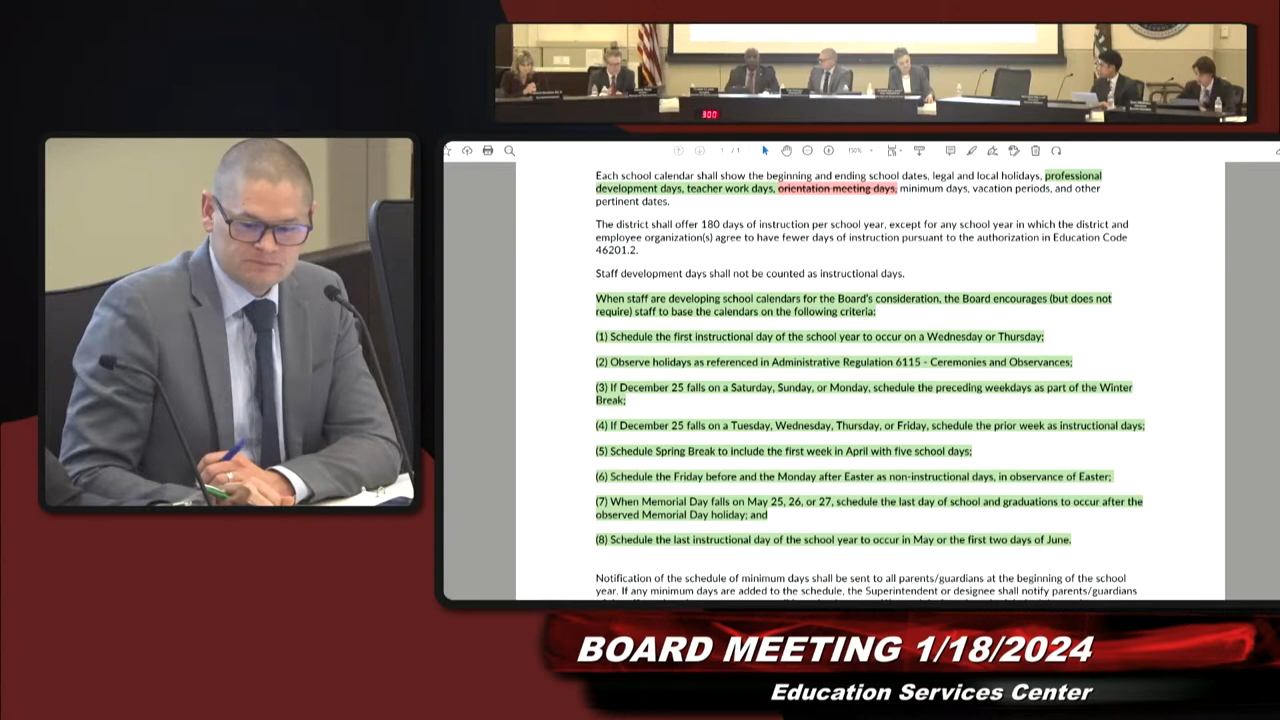 3:00
1 / 1
150%
Each school calendar shall show the beginning and ending school dates, legal and local holidays, professional
development days, teacher work days, orientation meeting days, minimum days, vacation periods, and other
pertinent dates.
The district shall offer 180 days of instruction per school year, except for any school year in which the district and
employee organization(s) agree to have fewer days of instruction pursuant to the authorization in Education Code
46201.2.
Staff development days shall not be counted as instructional days.
When staff are developing school calendars for the Board's consideration, the Board encourages (but does not
require) staff to base the calendars on the following criteria:
(1) Schedule the first instructional day of the school year to occur on a Wednesday or Thursday;
(2) Observe holidays as referenced in Administrative Regulation 6115 - Ceremonies and Observances;
(3) If December 25 falls on a Saturday, Sunday, or Monday, schedule the preceding weekdays as part of the Winter
Break;
(4) If December 25 falls on a Tuesday, Wednesday, Thursday, or Friday, schedule the prior week as instructional days;
(5) Schedule Spring Break to include the first week in April with five school days;
(6) Schedule the Friday before and the Monday after Easter as non-instructional days, in observance of Easter;
(7) When Memorial Day falls on May 25, 26, or 27, schedule the last day of school and graduations to occur after the
observed Memorial Day holiday; and
(8) Schedule the last instructional day of the school year to occur in May or the first two days of June.
Notification of the schedule of minimum days shall be sent to all parents/guardians at the beginning of the school
year. If any minimum days are added to the schedule, the Superintendent or designee shall notify parents/guardians
BOARD MEETING 1/18/2024
Education Services Center